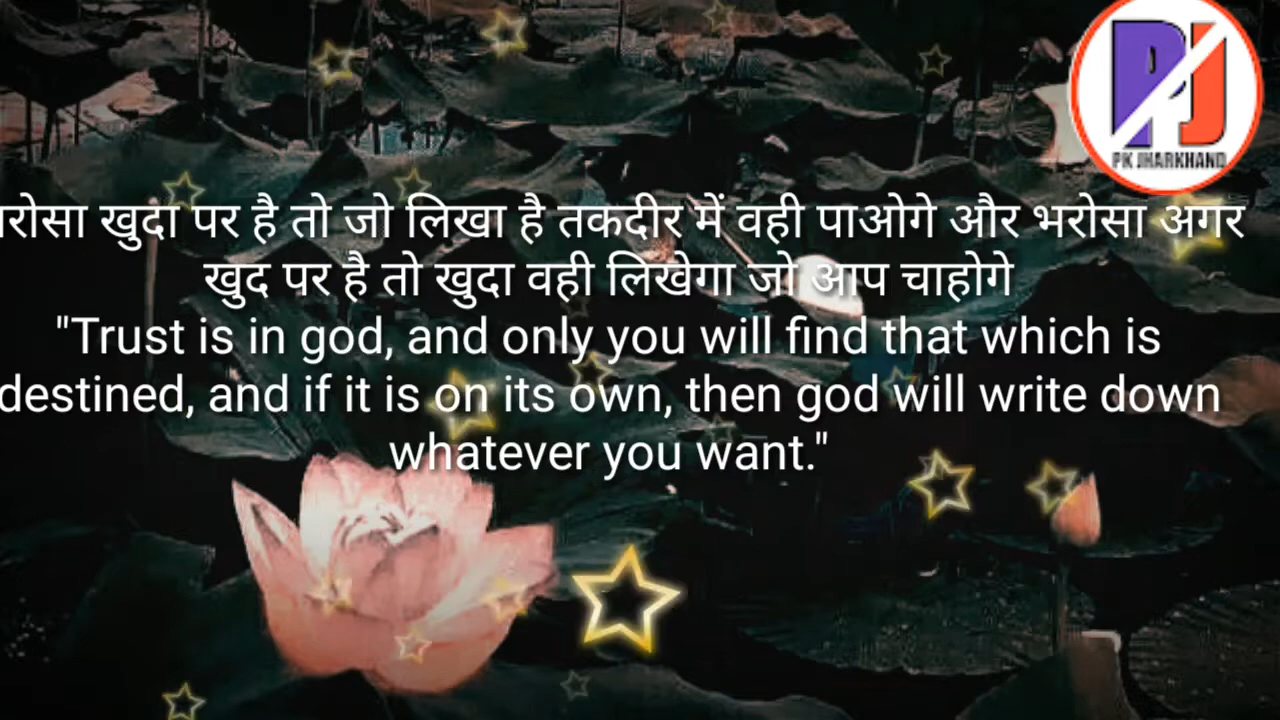 PJ
PK JHARKHAND
रोसा खुदा पर है तो जो लिखा है तकदीर में वही पाओगे और भरोसा अगर
खुद पर है तो खुदा वही लिखेगा जो आप चाहोगे
"Trust is in god, and only you will find that which is
destined, and if it is on its own, then god will write down
whatever you want."